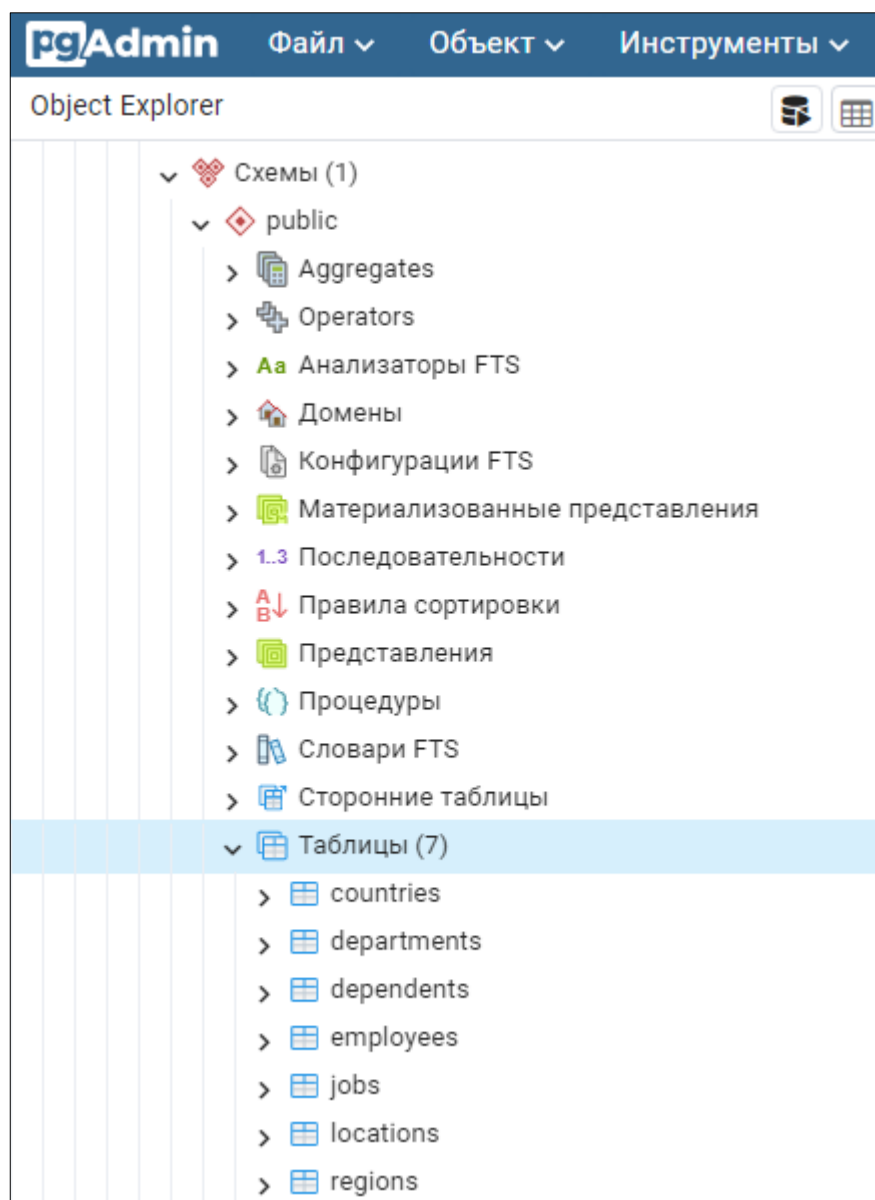 pgAdmin Файл Объект Инструменты
Object Explorer
Схемы (1)
public
Aggregates
Operators
Aa Анализаторы FTS
Домены
Конфигурации FTS
Материализованные представления
1..3 Последовательности
AB Правила сортировки
Представления
Процедуры
Словари FTS
Сторонние таблицы
Таблицы (7)
countries
departments
dependents
employees
jobs
locations
regions